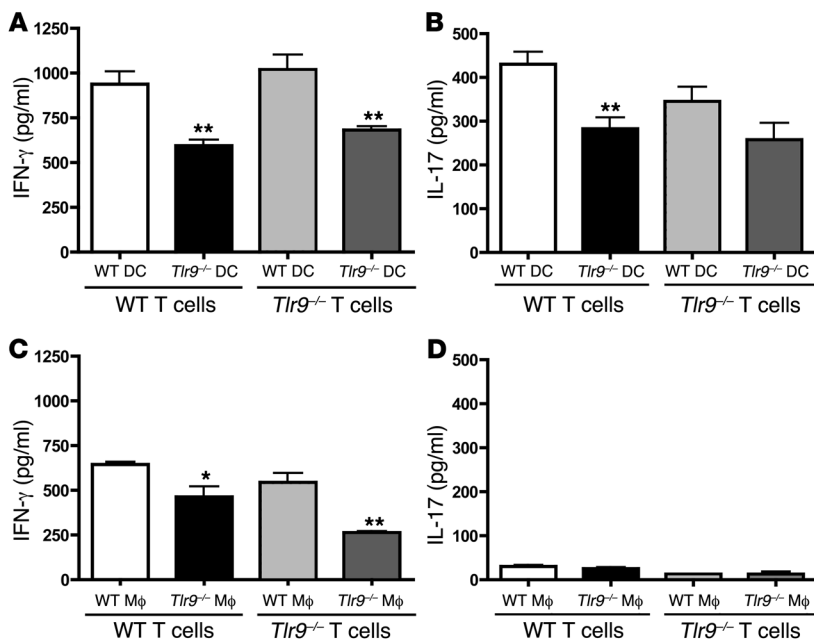 A
IFN-γ (pg/ml)
1250
1000
750
500
250
0
**
**
WT DC Tlr9–/– DC WT DC Tlr9–/– DC
WT T cells Tlr9–/– T cells
B
IL-17 (pg/ml)
500
400
300
200
100
0
**
WT DC Tlr9–/– DC WT DC Tlr9–/– DC
WT T cells Tlr9–/– T cells
C
IFN-γ (pg/ml)
1250
1000
750
500
250
0
*
**
WT Mϕ Tlr9–/– Mϕ WT Mϕ Tlr9–/– Mϕ
WT T cells Tlr9–/– T cells
D
IL-17 (pg/ml)
500
400
300
200
100
0
WT Mϕ Tlr9–/– Mϕ WT Mϕ Tlr9–/– Mϕ
WT T cells Tlr9–/– T cells